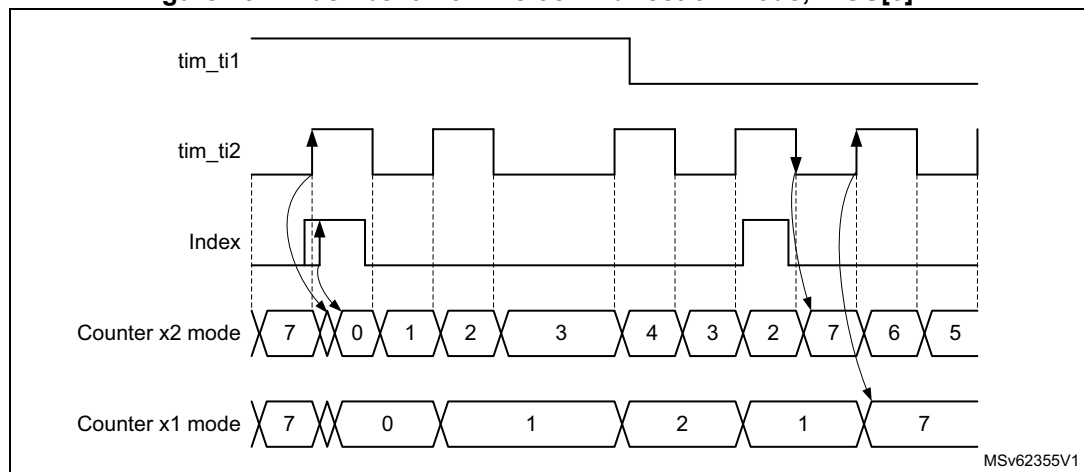 tim_ti1
tim_ti2
Index
Counter x2 mode 7 0 1 2 3 4 3 2 7 6 5
Counter x1 mode 7 0 1 2 1 7
MSv62355V1